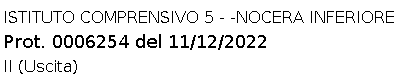 ISTITUTO COMPRENSIVO 5 - -NOCERA INFERIORE
Prot. 0006254 del 11/12/2022
II (Uscita)